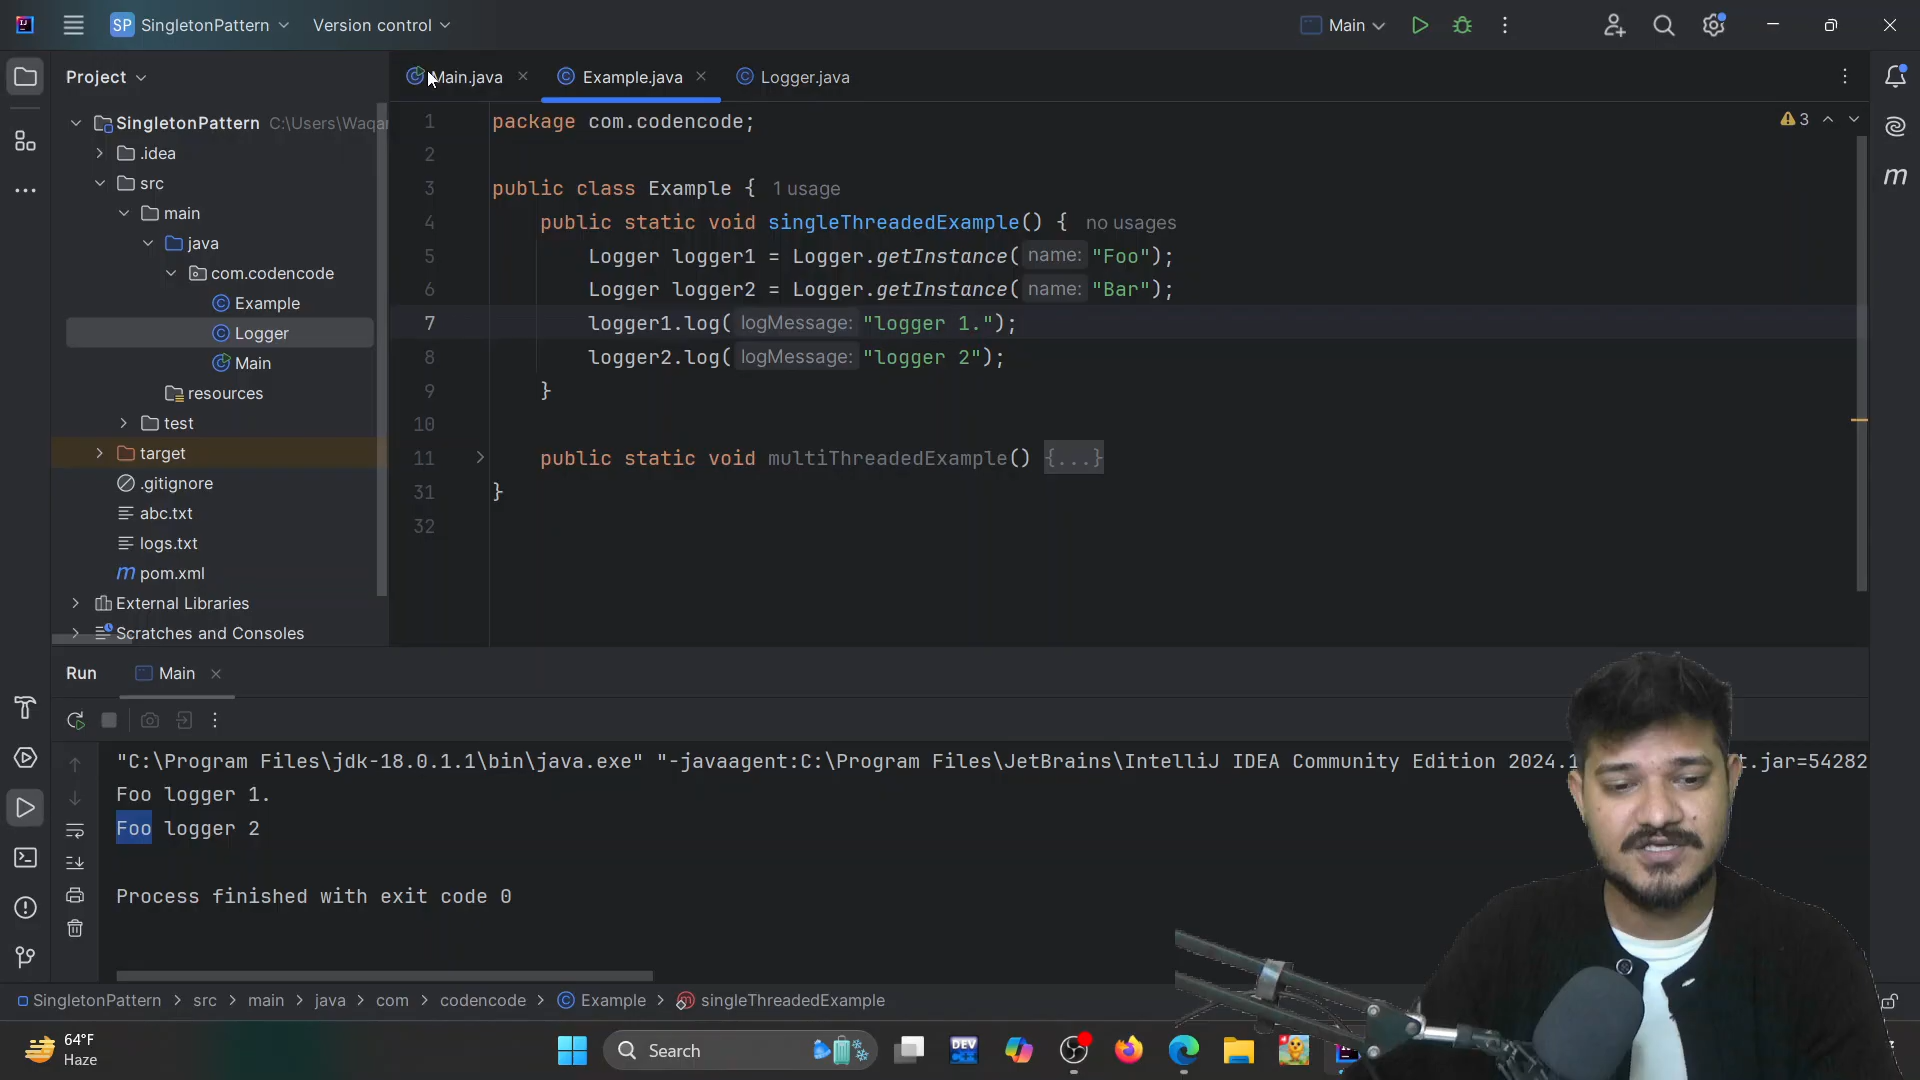 SP SingletonPattern Version control Main
Project
Main.java Example.java Logger.java
SingletonPattern C:\Users\Waqa
.idea
src
main
java
com.codencode
Example
Logger
Main
resources
test
target
.gitignore
abc.txt
logs.txt
m pom.xml
External Libraries
Scratches and Consoles
3
1 package com.codencode;
2
3 public class Example { 1 usage
4 public static void singleThreadedExample() { no usages
5 Logger logger1 = Logger.getInstance( name: "Foo");
6 Logger logger2 = Logger.getInstance( name: "Bar");
7 logger1.log( logMessage: "logger 1.");
8 logger2.log( logMessage: "logger 2");
9 }
10
11 public static void multiThreadedExample() {...}
31 }
32
m
Run Main
"C:\Program Files\jdk-18.0.1.1\bin\java.exe" "-javaagent:C:\Program Files\JetBrains\IntelliJ IDEA Community Edition 2024.1 t.jar=54282
Foo logger 1.
Foo logger 2
Process finished with exit code 0
SingletonPattern > src > main > java > com > codencode > Example > singleThreadedExample
64°F
Haze
Search
DEV